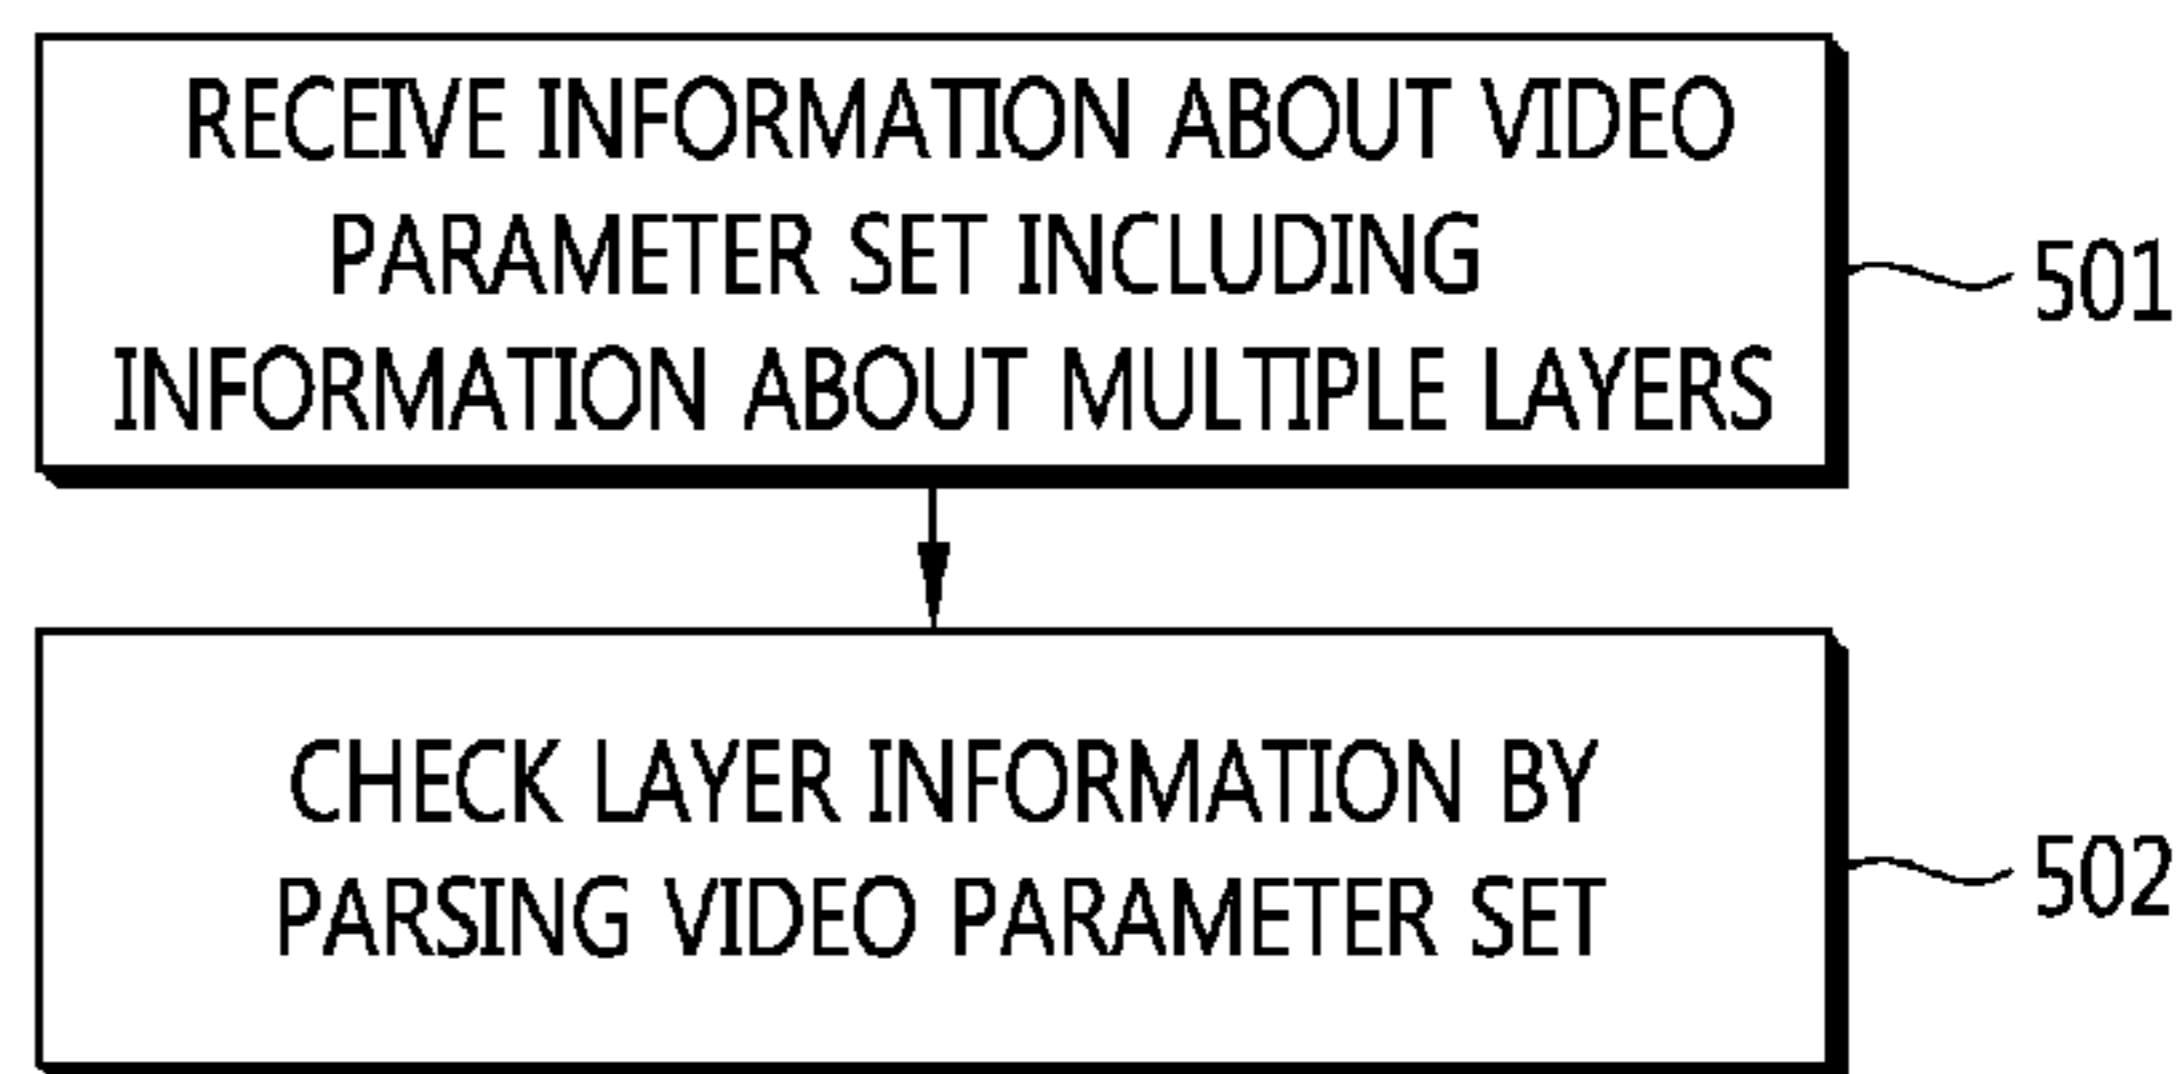 RECEIVE INFORMATION ABOUT VIDEO
PARAMETER SET INCLUDING
INFORMATION ABOUT MULTIPLE LAYERS
501
CHECK LAYER INFORMATION BY
PARSING VIDEO PARAMETER SET
502